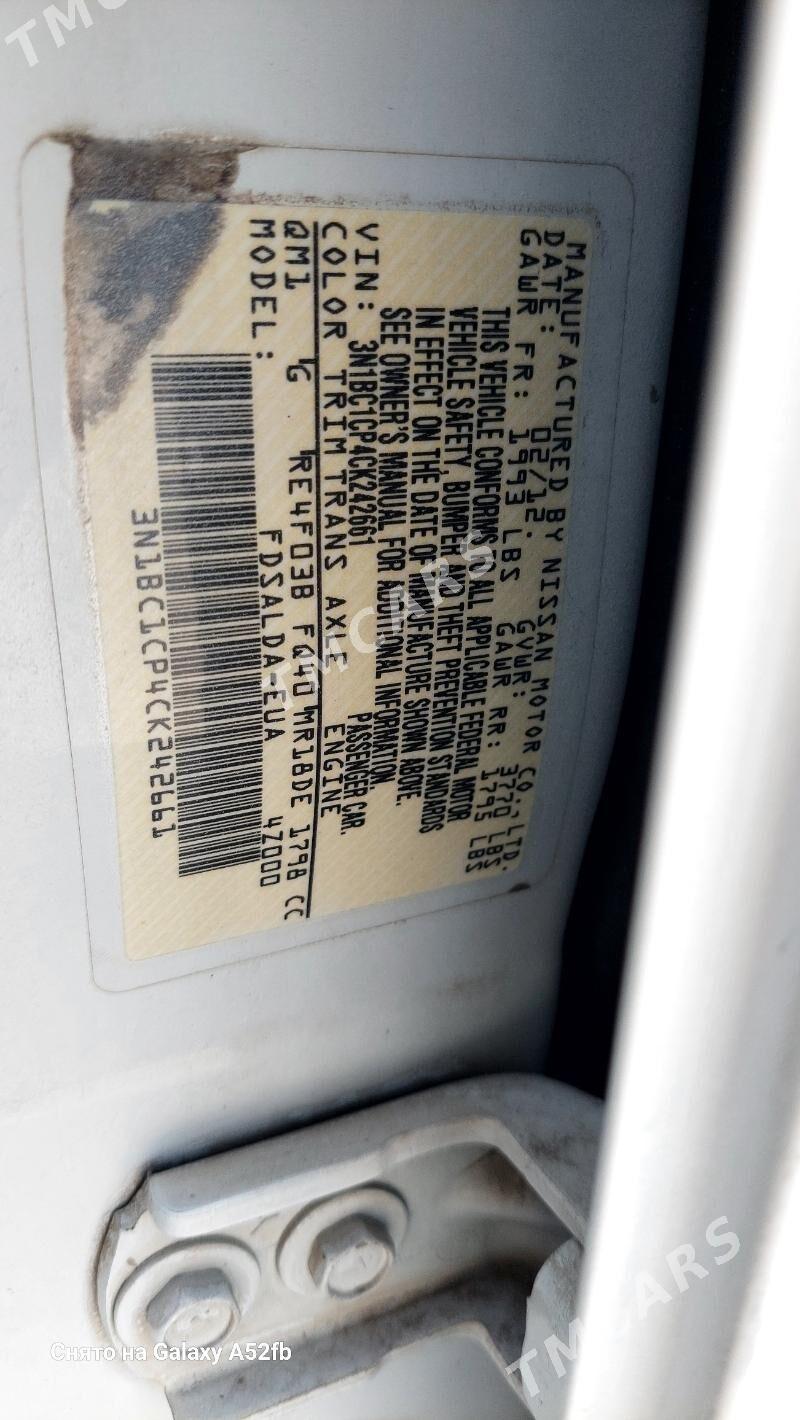 MANUFACTURED BY NISSAN MOTOR CO., LTD.
DATE: 02/12. GVWR: 3770 LBS.
GAWR FR: 1993 LBS GAWR RR: 1795 LBS
THIS VEHICLE CONFORMS TO ALL APPLICABLE FEDERAL MOTOR
VEHICLE SAFETY, BUMPER AND THEFT PREVENTION STANDARDS
IN EFFECT ON THE DATE OF MANUFACTURE SHOWN ABOVE.
SEE OWNER'S MANUAL FOR ADDITIONAL INFORMATION.
VIN: 3N1BC1CP4CK242661 PASSENGER CAR.
COLOR TRIM TRANS AXLE ENGINE
QM1 G RE4F03B FQ40 MR18DE 1798 CC
MODEL: FDSALDA-EUA 4Z000
3N1BC1CP4CK242661
TMCARS
TMCARS
Снято на Galaxy A52fb